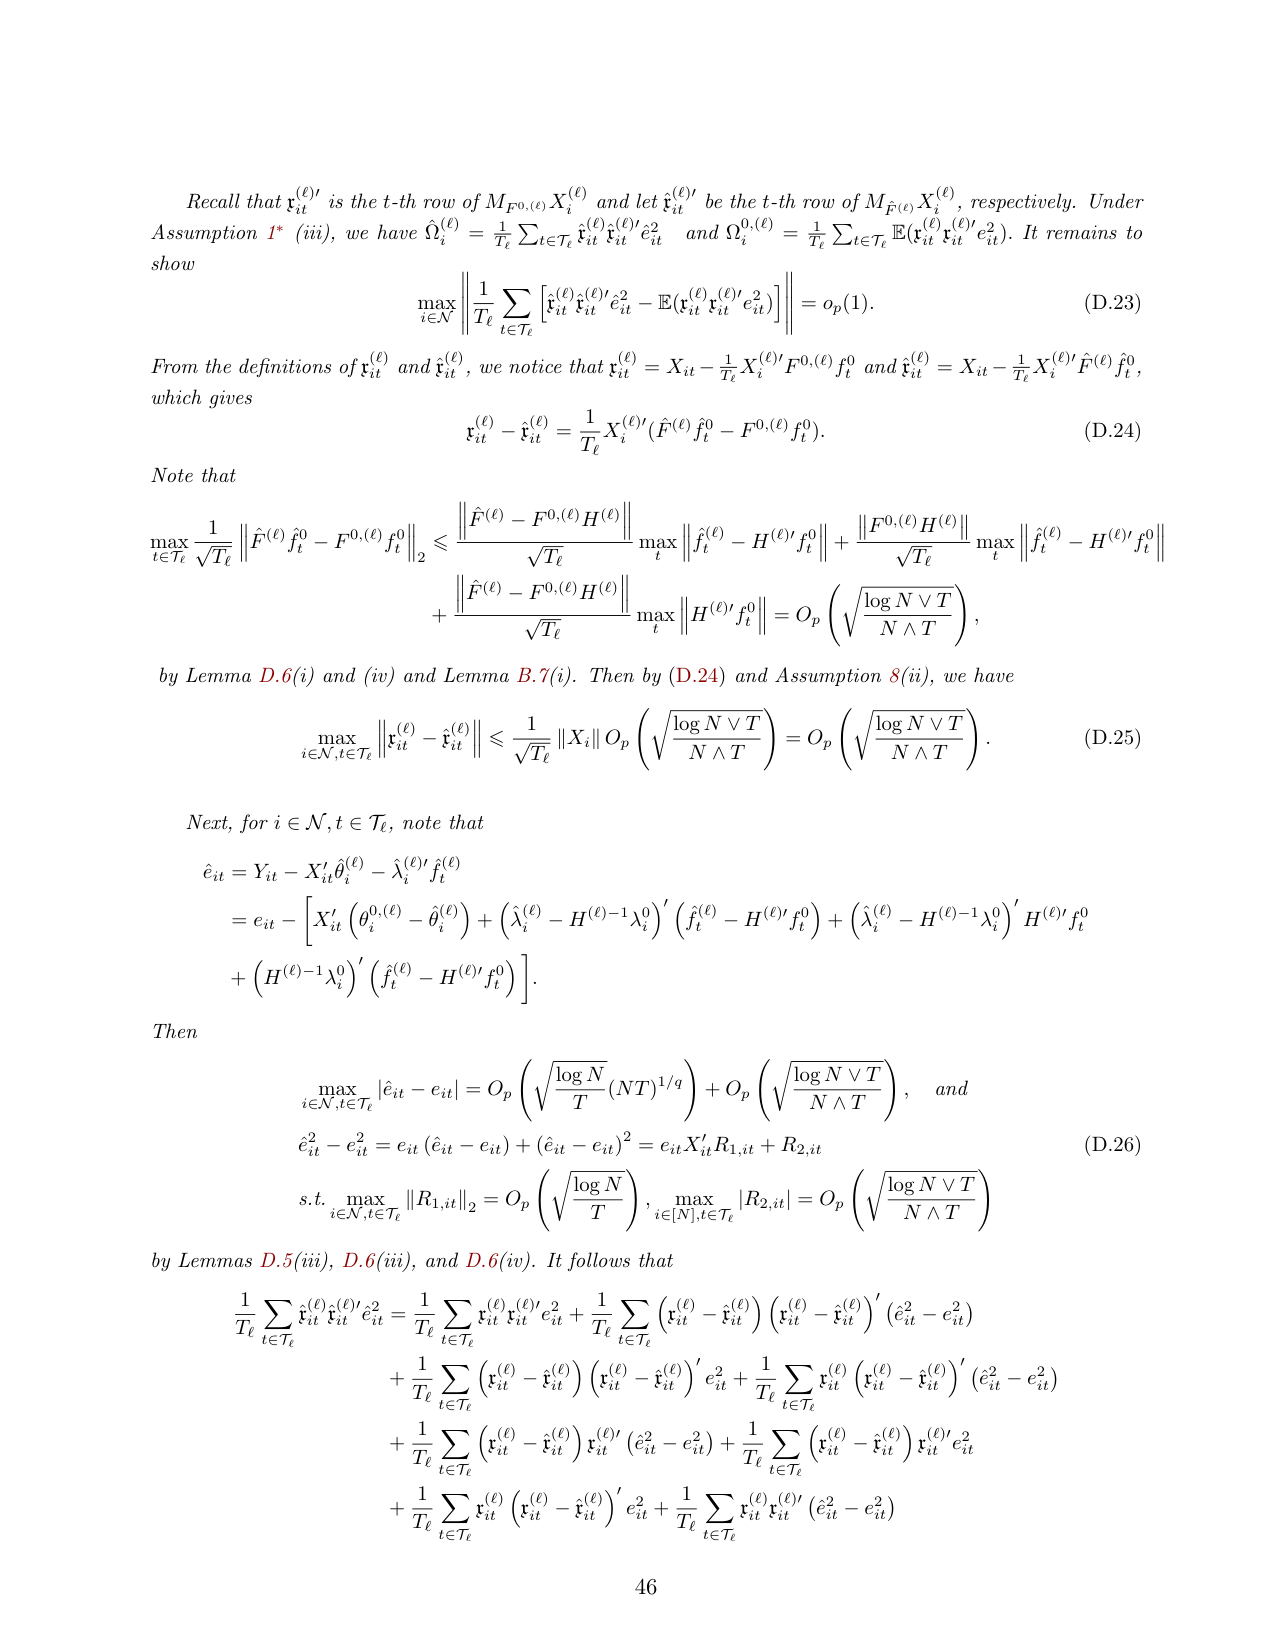 Recall that $\mathfrak{x}_{it}^{(\ell)\prime}$ is the t-th row of $M_{F^{0,(\ell)}} X_i^{(\ell)}$ and let $\hat{\mathfrak{x}}_{it}^{(\ell)\prime}$ be the t-th row of $M_{\hat{F}^{(\ell)}} X_i^{(\ell)}$, respectively. Under
Assumption 1* (iii), we have $\hat{\Omega}_i^{(\ell)} = \frac{1}{T_\ell} \sum_{t \in \mathcal{T}_\ell} \hat{\mathfrak{x}}_{it}^{(\ell)} \hat{\mathfrak{x}}_{it}^{(\ell)\prime} \hat{e}_{it}^2$ and $\Omega_i^{0,(\ell)} = \frac{1}{T_\ell} \sum_{t \in \mathcal{T}_\ell} \mathbb{E}(\mathfrak{x}_{it}^{(\ell)} \mathfrak{x}_{it}^{(\ell)\prime} e_{it}^2)$. It remains to
show
$\max_{i \in \mathcal{N}} \left\| \frac{1}{T_\ell} \sum_{t \in \mathcal{T}_\ell} \left[ \hat{\mathfrak{x}}_{it}^{(\ell)} \hat{\mathfrak{x}}_{it}^{(\ell)\prime} \hat{e}_{it}^2 - \mathbb{E}(\mathfrak{x}_{it}^{(\ell)} \mathfrak{x}_{it}^{(\ell)\prime} e_{it}^2) \right] \right\| = o_p(1).$ (D.23)
From the definitions of $\mathfrak{x}_{it}^{(\ell)}$ and $\hat{\mathfrak{x}}_{it}^{(\ell)}$, we notice that $\mathfrak{x}_{it}^{(\ell)} = X_{it} - \frac{1}{T_\ell} X_i^{(\ell)\prime} F^{0,(\ell)} f_t^0$ and $\hat{\mathfrak{x}}_{it}^{(\ell)} = X_{it} - \frac{1}{T_\ell} X_i^{(\ell)\prime} \hat{F}^{(\ell)} \hat{f}_t^0$,
which gives
$\mathfrak{x}_{it}^{(\ell)} - \hat{\mathfrak{x}}_{it}^{(\ell)} = \frac{1}{T_\ell} X_i^{(\ell)\prime} (\hat{F}^{(\ell)} \hat{f}_t^0 - F^{0,(\ell)} f_t^0).$ (D.24)
Note that
$\max_{t \in \mathcal{T}_\ell} \frac{1}{\sqrt{T_\ell}} \left\| \hat{F}^{(\ell)} \hat{f}_t^0 - F^{0,(\ell)} f_t^0 \right\|_2 \leqslant \frac{\left\| \hat{F}^{(\ell)} - F^{0,(\ell)} H^{(\ell)} \right\|}{\sqrt{T_\ell}} \max_t \left\| \hat{f}_t^{(\ell)} - H^{(\ell)\prime} f_t^0 \right\| + \frac{\left\| F^{0,(\ell)} H^{(\ell)} \right\|}{\sqrt{T_\ell}} \max_t \left\| \hat{f}_t^{(\ell)} - H^{(\ell)\prime} f_t^0 \right\|$
$+ \frac{\left\| \hat{F}^{(\ell)} - F^{0,(\ell)} H^{(\ell)} \right\|}{\sqrt{T_\ell}} \max_t \left\| H^{(\ell)\prime} f_t^0 \right\| = O_p\left( \sqrt{\frac{\log N \vee T}{N \wedge T}} \right),$
by Lemma D.6(i) and (iv) and Lemma B.7(i). Then by (D.24) and Assumption 8(ii), we have
$\max_{i \in \mathcal{N}, t \in \mathcal{T}_\ell} \left\| \mathfrak{x}_{it}^{(\ell)} - \hat{\mathfrak{x}}_{it}^{(\ell)} \right\| \leqslant \frac{1}{\sqrt{T_\ell}} \|X_i\| O_p\left( \sqrt{\frac{\log N \vee T}{N \wedge T}} \right) = O_p\left( \sqrt{\frac{\log N \vee T}{N \wedge T}} \right).$ (D.25)
Next, for $i \in \mathcal{N}, t \in \mathcal{T}_\ell$, note that
$\hat{e}_{it} = Y_{it} - X_{it}' \hat{\theta}_i^{(\ell)} - \hat{\lambda}_i^{(\ell)\prime} \hat{f}_t^{(\ell)}$
$= e_{it} - \left[ X_{it}' \left( \theta_i^{0,(\ell)} - \hat{\theta}_i^{(\ell)} \right) + \left( \hat{\lambda}_i^{(\ell)} - H^{(\ell)-1} \lambda_i^0 \right)' \left( \hat{f}_t^{(\ell)} - H^{(\ell)\prime} f_t^0 \right) + \left( \hat{\lambda}_i^{(\ell)} - H^{(\ell)-1} \lambda_i^0 \right)' H^{(\ell)\prime} f_t^0 \right.$
$\left. + \left( H^{(\ell)-1} \lambda_i^0 \right)' \left( \hat{f}_t^{(\ell)} - H^{(\ell)\prime} f_t^0 \right) \right].$
Then
$\max_{i \in \mathcal{N}, t \in \mathcal{T}_\ell} |\hat{e}_{it} - e_{it}| = O_p\left( \sqrt{\frac{\log N}{T}} (NT)^{1/q} \right) + O_p\left( \sqrt{\frac{\log N \vee T}{N \wedge T}} \right),$ and
$\hat{e}_{it}^2 - e_{it}^2 = e_{it} (\hat{e}_{it} - e_{it}) + (\hat{e}_{it} - e_{it})^2 = e_{it} X_{it}' R_{1,it} + R_{2,it}$ (D.26)
s.t. $\max_{i \in \mathcal{N}, t \in \mathcal{T}_\ell} \|R_{1,it}\|_2 = O_p\left( \sqrt{\frac{\log N}{T}} \right), \max_{i \in [N], t \in \mathcal{T}_\ell} |R_{2,it}| = O_p\left( \sqrt{\frac{\log N \vee T}{N \wedge T}} \right)$
by Lemmas D.5(iii), D.6(iii), and D.6(iv). It follows that
$\frac{1}{T_\ell} \sum_{t \in \mathcal{T}_\ell} \hat{\mathfrak{x}}_{it}^{(\ell)} \hat{\mathfrak{x}}_{it}^{(\ell)\prime} \hat{e}_{it}^2 = \frac{1}{T_\ell} \sum_{t \in \mathcal{T}_\ell} \mathfrak{x}_{it}^{(\ell)} \mathfrak{x}_{it}^{(\ell)\prime} e_{it}^2 + \frac{1}{T_\ell} \sum_{t \in \mathcal{T}_\ell} \left( \mathfrak{x}_{it}^{(\ell)} - \hat{\mathfrak{x}}_{it}^{(\ell)} \right) \left( \mathfrak{x}_{it}^{(\ell)} - \hat{\mathfrak{x}}_{it}^{(\ell)} \right)' \left( \hat{e}_{it}^2 - e_{it}^2 \right)$
$+ \frac{1}{T_\ell} \sum_{t \in \mathcal{T}_\ell} \left( \mathfrak{x}_{it}^{(\ell)} - \hat{\mathfrak{x}}_{it}^{(\ell)} \right) \left( \mathfrak{x}_{it}^{(\ell)} - \hat{\mathfrak{x}}_{it}^{(\ell)} \right)' e_{it}^2 + \frac{1}{T_\ell} \sum_{t \in \mathcal{T}_\ell} \mathfrak{x}_{it}^{(\ell)} \left( \mathfrak{x}_{it}^{(\ell)} - \hat{\mathfrak{x}}_{it}^{(\ell)} \right)' \left( \hat{e}_{it}^2 - e_{it}^2 \right)$
$+ \frac{1}{T_\ell} \sum_{t \in \mathcal{T}_\ell} \left( \mathfrak{x}_{it}^{(\ell)} - \hat{\mathfrak{x}}_{it}^{(\ell)} \right) \mathfrak{x}_{it}^{(\ell)\prime} \left( \hat{e}_{it}^2 - e_{it}^2 \right) + \frac{1}{T_\ell} \sum_{t \in \mathcal{T}_\ell} \left( \mathfrak{x}_{it}^{(\ell)} - \hat{\mathfrak{x}}_{it}^{(\ell)} \right) \mathfrak{x}_{it}^{(\ell)\prime} e_{it}^2$
$+ \frac{1}{T_\ell} \sum_{t \in \mathcal{T}_\ell} \mathfrak{x}_{it}^{(\ell)} \left( \mathfrak{x}_{it}^{(\ell)} - \hat{\mathfrak{x}}_{it}^{(\ell)} \right)' e_{it}^2 + \frac{1}{T_\ell} \sum_{t \in \mathcal{T}_\ell} \mathfrak{x}_{it}^{(\ell)} \mathfrak{x}_{it}^{(\ell)\prime} \left( \hat{e}_{it}^2 - e_{it}^2 \right)$
46